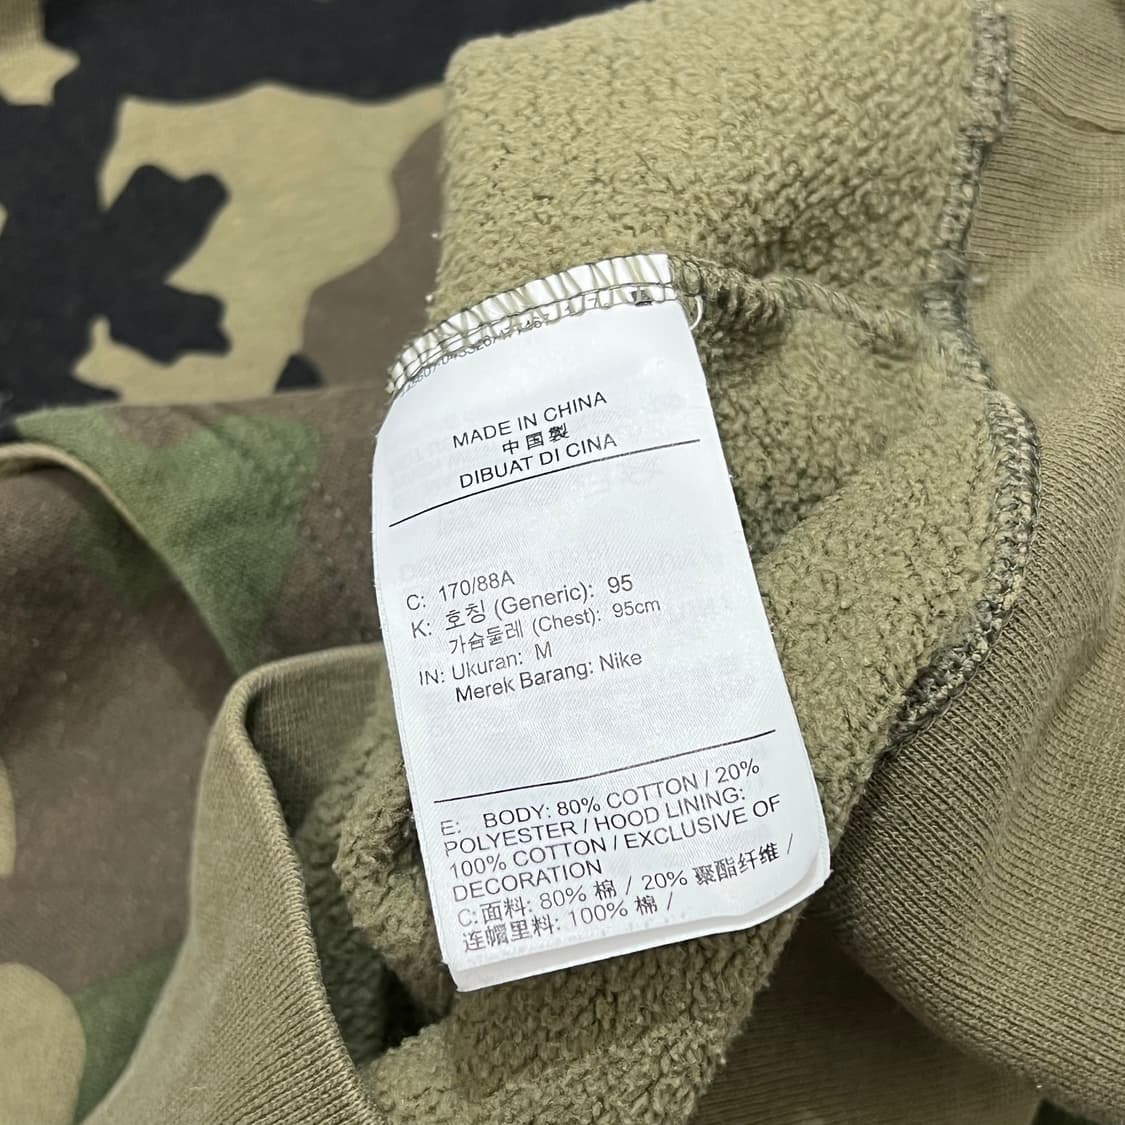 MADE IN CHINA
中国製
DIBUAT DI CINA
C: 170/88A
K: 호칭 (Generic): 95
가슴둘레 (Chest): 95cm
IN: Ukuran: M
Merek Barang: Nike
E: BODY: 80% COTTON / 20%
POLYESTER / HOOD LINING:
100% COTTON / EXCLUSIVE OF
DECORATION
C:面料: 80% 棉 / 20% 聚酯纤维 /
连帽里料: 100% 棉 /